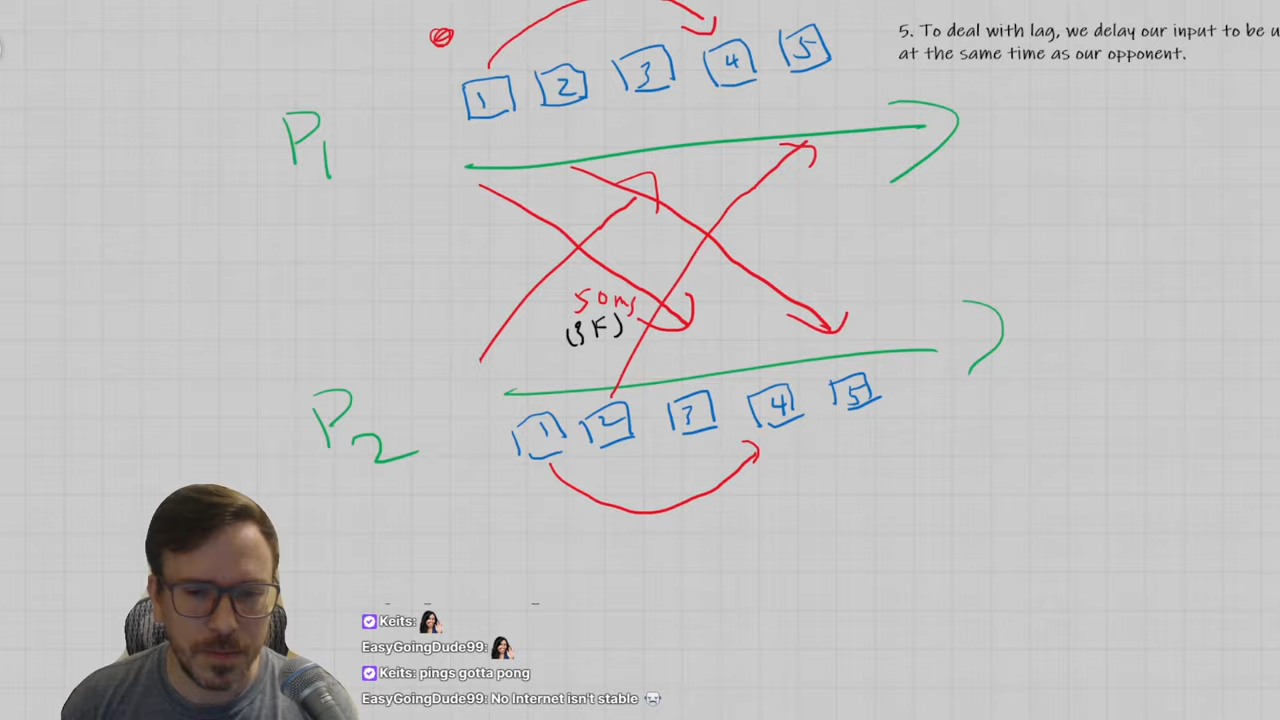 5. To deal with lag, we delay our input to be u
at the same time as our opponent.
1 2 3 4 5
P1
50ms
(3F)
P2
1 2 3 4 5
Keits:
EasyGoingDude99:
Keits: pings gotta pong
EasyGoingDude99: No Internet isn't stable